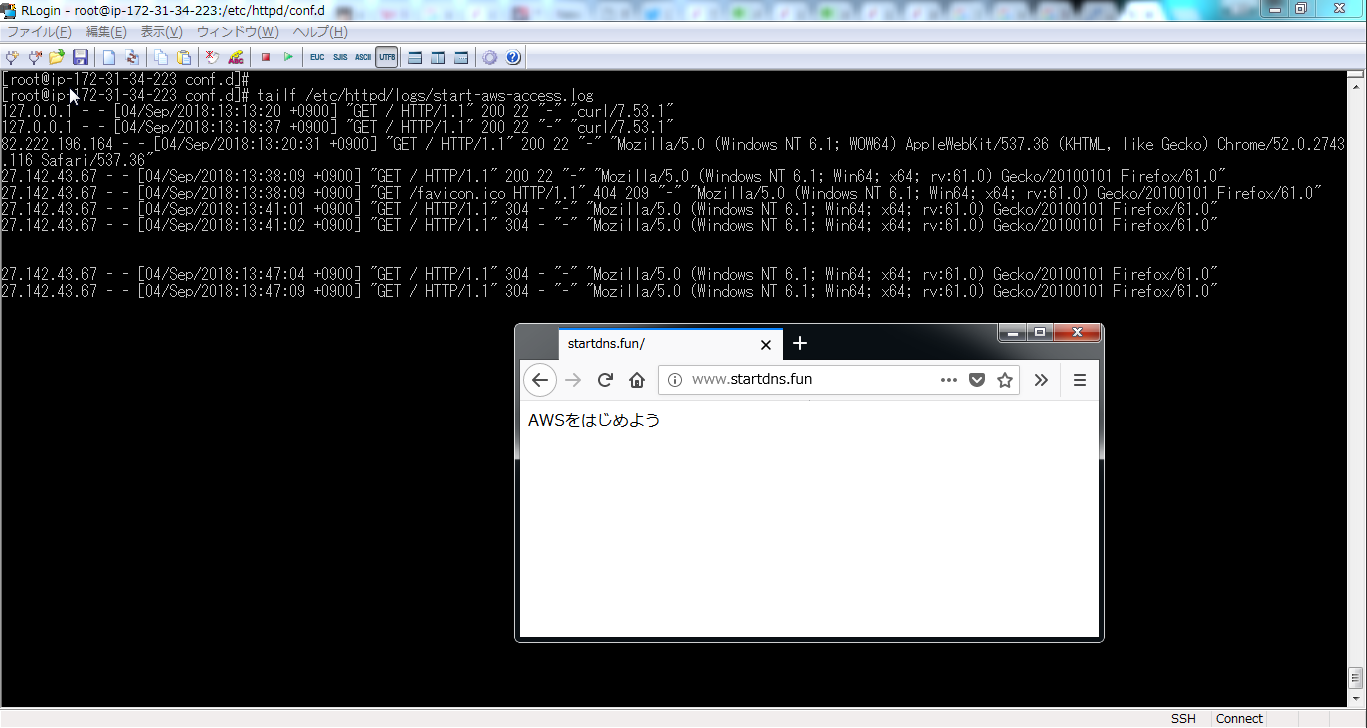 RLogin - root@ip-172-31-34-223:/etc/httpd/conf.d
ファイル(F) 編集(E) 表示(V) ウィンドウ(W) ヘルプ(H)
EUC SJIS ASCII UTF8
[root@ip-172-31-34-223 conf.d]#
[root@ip-172-31-34-223 conf.d]# tailf /etc/httpd/logs/start-aws-access.log
127.0.0.1 - - [04/Sep/2018:13:13:20 +0900] "GET / HTTP/1.1" 200 22 "-" "curl/7.53.1"
127.0.0.1 - - [04/Sep/2018:13:18:37 +0900] "GET / HTTP/1.1" 200 22 "-" "curl/7.53.1"
82.222.196.164 - - [04/Sep/2018:13:20:31 +0900] "GET / HTTP/1.1" 200 22 "-" "Mozilla/5.0 (Windows NT 6.1; WOW64) AppleWebKit/537.36 (KHTML, like Gecko) Chrome/52.0.2743
.116 Safari/537.36"
27.142.43.67 - - [04/Sep/2018:13:38:09 +0900] "GET / HTTP/1.1" 200 22 "-" "Mozilla/5.0 (Windows NT 6.1; Win64; x64; rv:61.0) Gecko/20100101 Firefox/61.0"
27.142.43.67 - - [04/Sep/2018:13:38:09 +0900] "GET /favicon.ico HTTP/1.1" 404 209 "-" "Mozilla/5.0 (Windows NT 6.1; Win64; x64; rv:61.0) Gecko/20100101 Firefox/61.0"
27.142.43.67 - - [04/Sep/2018:13:41:01 +0900] "GET / HTTP/1.1" 304 - "-" "Mozilla/5.0 (Windows NT 6.1; Win64; x64; rv:61.0) Gecko/20100101 Firefox/61.0"
27.142.43.67 - - [04/Sep/2018:13:41:02 +0900] "GET / HTTP/1.1" 304 - "-" "Mozilla/5.0 (Windows NT 6.1; Win64; x64; rv:61.0) Gecko/20100101 Firefox/61.0"
27.142.43.67 - - [04/Sep/2018:13:47:04 +0900] "GET / HTTP/1.1" 304 - "-" "Mozilla/5.0 (Windows NT 6.1; Win64; x64; rv:61.0) Gecko/20100101 Firefox/61.0"
27.142.43.67 - - [04/Sep/2018:13:47:09 +0900] "GET / HTTP/1.1" 304 - "-" "Mozilla/5.0 (Windows NT 6.1; Win64; x64; rv:61.0) Gecko/20100101 Firefox/61.0"
startdns.fun/
www.startdns.fun
AWSをはじめよう
SSH Connect